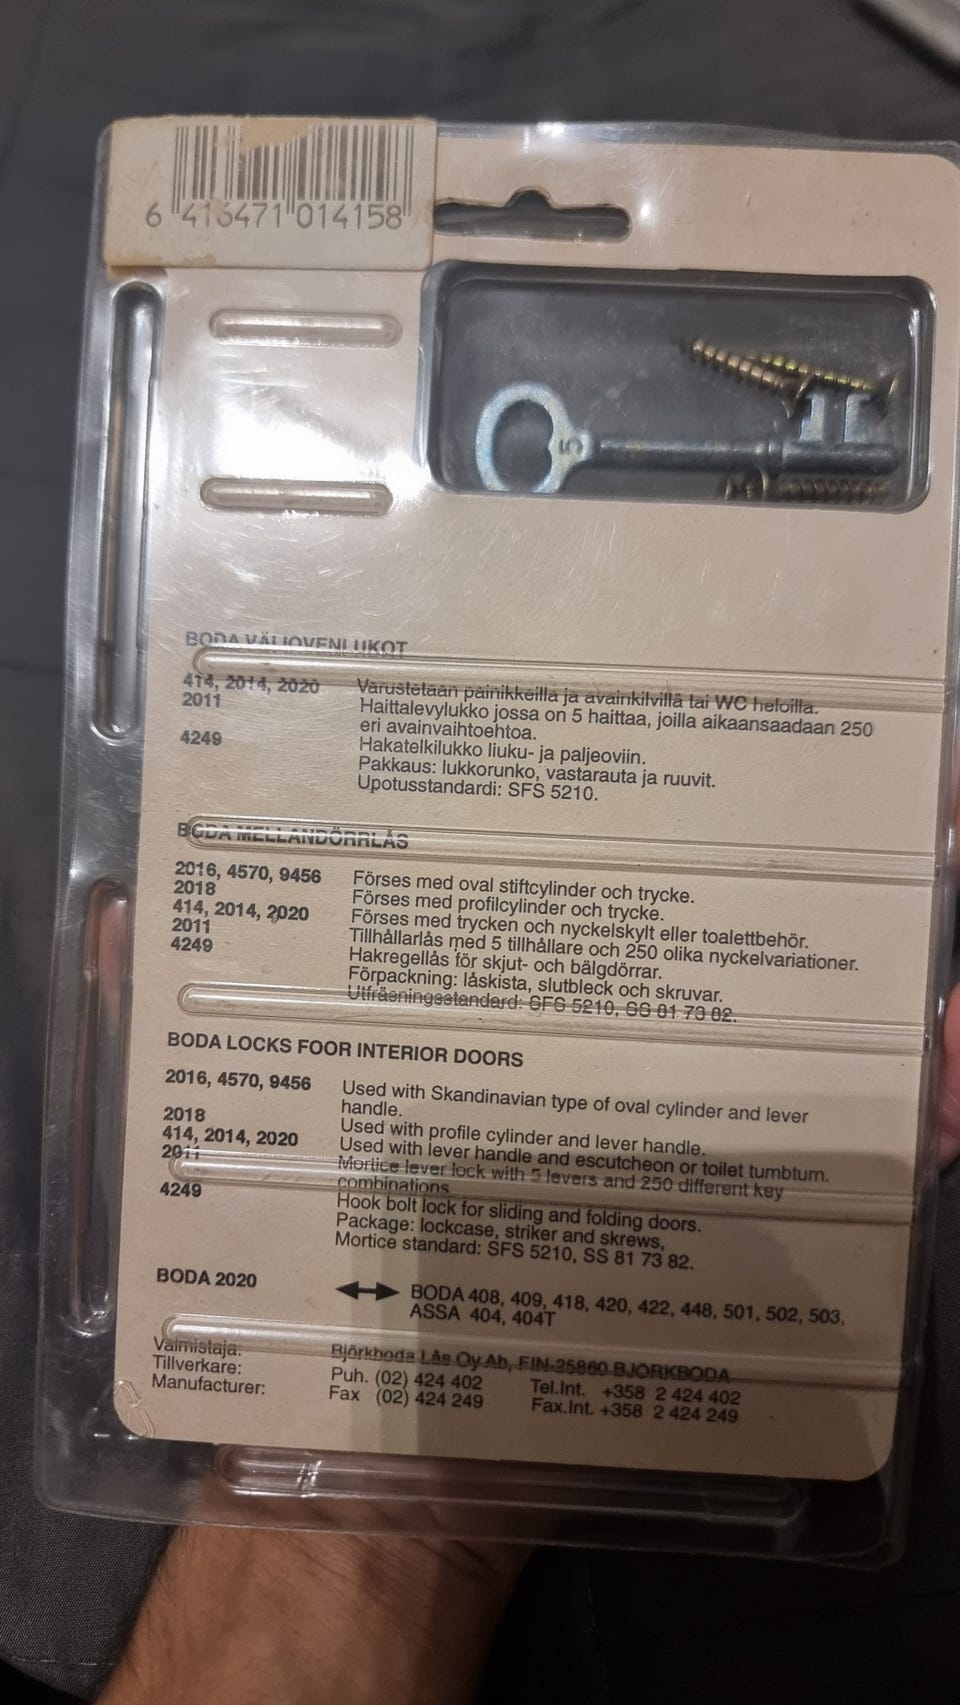 6 416471 014158
5
BODA VÄLIOVENLUKOT
414, 2014, 2020 Varustetaan painikkeilla ja avainkilvillä tai WC heloilla.
2011 Haittalevylukko jossa on 5 haittaa, joilla aikaansaadaan 250
eri avainvaihtoehtoa.
4249 Hakatelkilukko liuku- ja paljeoviin.
Pakkaus: lukkorunko, vastarauta ja ruuvit.
Upotusstandardi: SFS 5210.
BODA MELLANDÖRRLÅS
2016, 4570, 9456 Förses med oval stiftcylinder och trycke.
2018 Förses med profilcylinder och trycke.
414, 2014, 2020 Förses med trycken och nyckelskylt eller toalettbehör.
2011 Tillhållarlås med 5 tillhållare och 250 olika nyckelvariationer.
4249 Hakregellås för skjut- och bälgdörrar.
Förpackning: låskista, slutbleck och skruvar.
Utfräsningsstandard: SFS 5210, SS 81 73 82.
BODA LOCKS FOOR INTERIOR DOORS
2016, 4570, 9456 Used with Skandinavian type of oval cylinder and lever
handle.
2018 Used with profile cylinder and lever handle.
414, 2014, 2020 Used with lever handle and escutcheon or toilet tumbturn.
2011 Mortice lever lock with 5 levers and 250 different key
combinations
4249 Hook bolt lock for sliding and folding doors.
Package: lockcase, striker and skrews,
Mortice standard: SFS 5210, SS 81 73 82.
BODA 2020 ↔ BODA 408, 409, 418, 420, 422, 448, 501, 502, 503,
ASSA 404, 404T
Valmistaja: Björkboda Lås Oy Ab, FIN-25860 BJÖRKBODA
Tillverkare: Puh. (02) 424 402 Tel.Int. +358 2 424 402
Manufacturer: Fax (02) 424 249 Fax.Int. +358 2 424 249